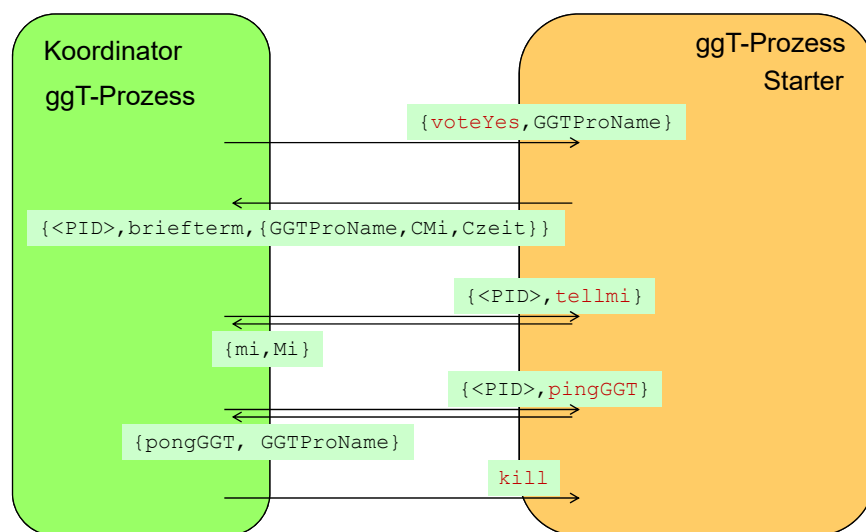 Koordinator
ggT-Prozess
ggT-Prozess
Starter
{voteYes,GGTProName}
{<PID>,briefterm,{GGTProName,CMi,Czeit}}
{<PID>,tellmi}
{mi,Mi}
{<PID>,pingGGT}
{pongGGT, GGTProName}
kill